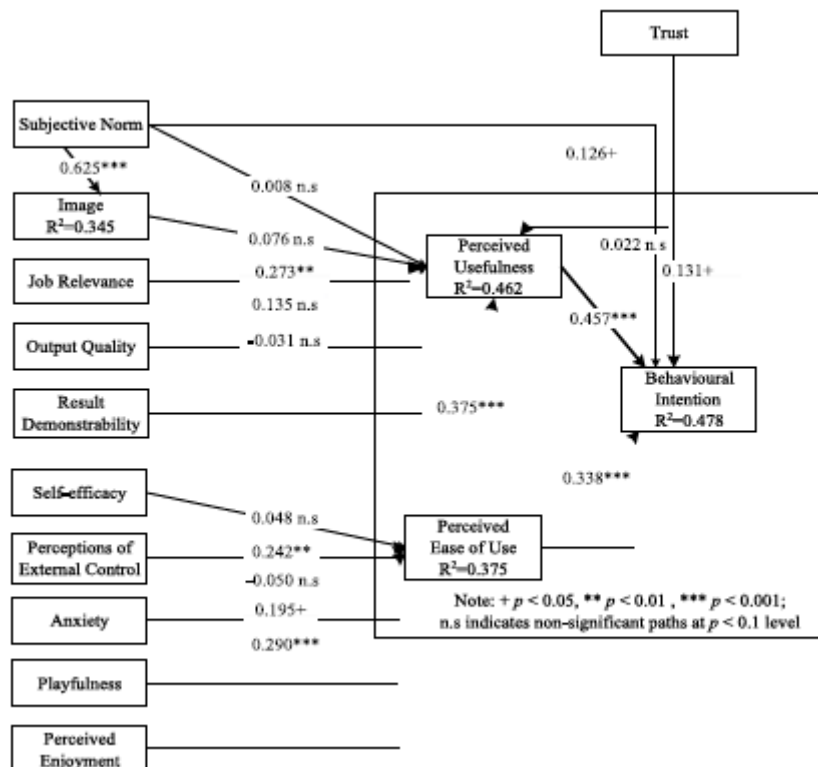 Trust
Subjective Norm
0.126+
0.625***
0.008 n.s
Image
R²=0.345
0.076 n.s
Perceived
Usefulness
R²=0.462
0.022 n.s
0.131+
Job Relevance
0.273**
0.135 n.s
0.457***
Output Quality
-0.031 n.s
Behavioural
Intention
R²=0.478
Result
Demonstrability
0.375***
0.338***
Self-efficacy
0.048 n.s
Perceived
Ease of Use
R²=0.375
Perceptions of
External Control
0.242**
-0.050 n.s
Note: + p < 0.05, ** p < 0.01 , *** p < 0.001;
n.s indicates non-significant paths at p < 0.1 level
Anxiety
0.195+
0.290***
Playfulness
Perceived
Enjoyment